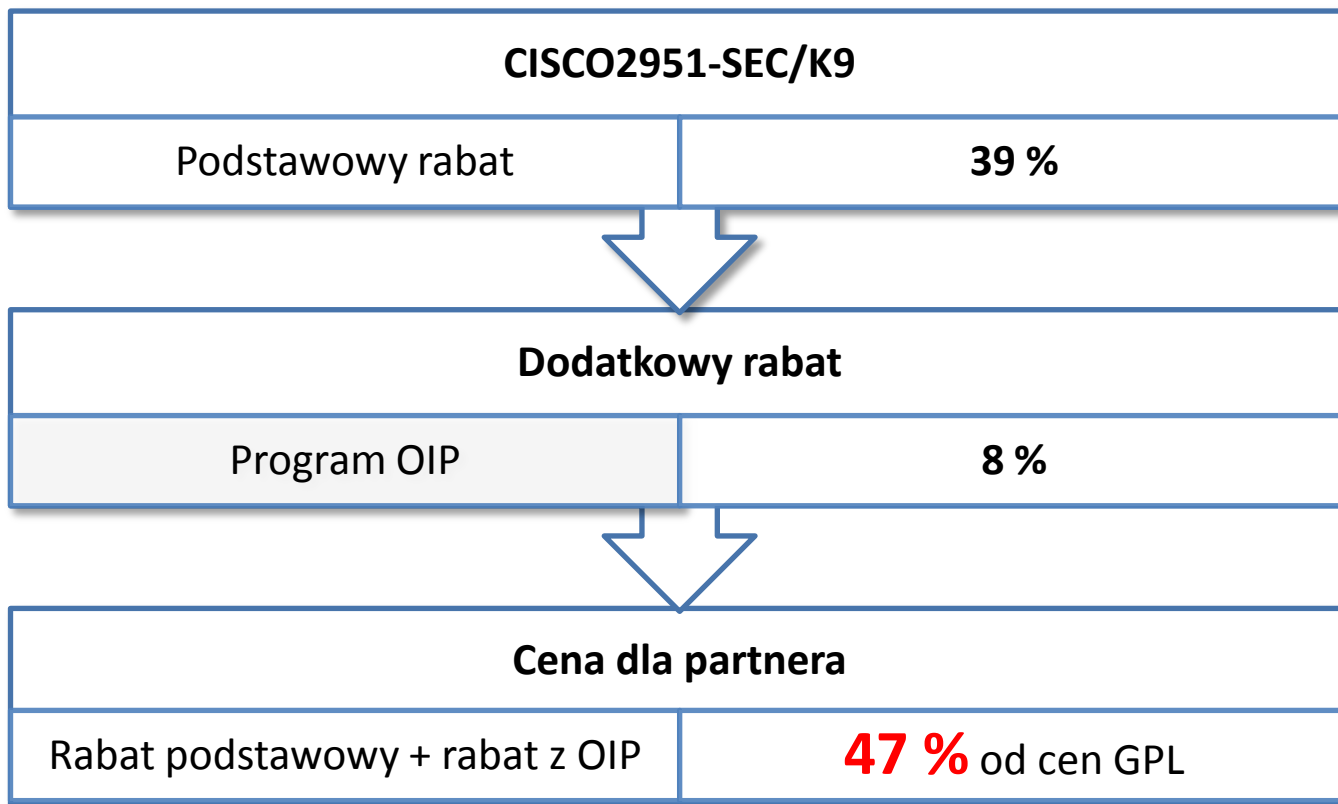 CISCO2951-SEC/K9
Podstawowy rabat
39 %
Dodatkowy rabat
Program OIP
8 %
Cena dla partnera
Rabat podstawowy + rabat z OIP
47 % od cen GPL